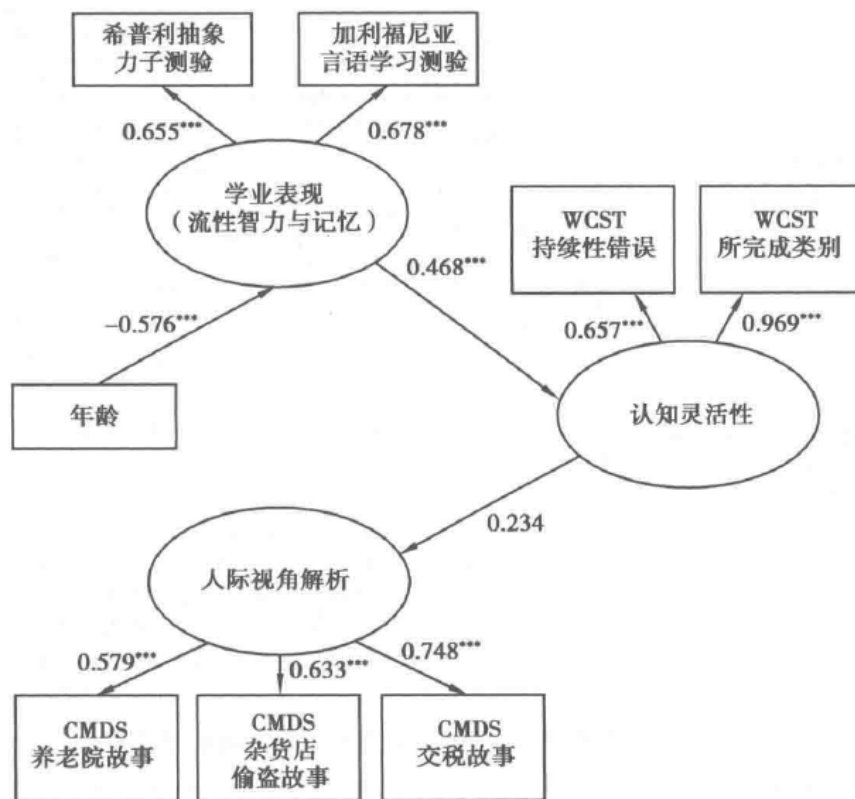 希普利抽象
力子测验
加利福尼亚
言语学习测验
0.655***
0.678***
学业表现
（流性智力与记忆）
WCST
持续性错误
WCST
所完成类别
0.468***
-0.576***
0.657***
0.969***
年龄
认知灵活性
0.234
人际视角解析
0.579***
0.633***
0.748***
CMDS
养老院故事
CMDS
杂货店
偷盗故事
CMDS
交税故事